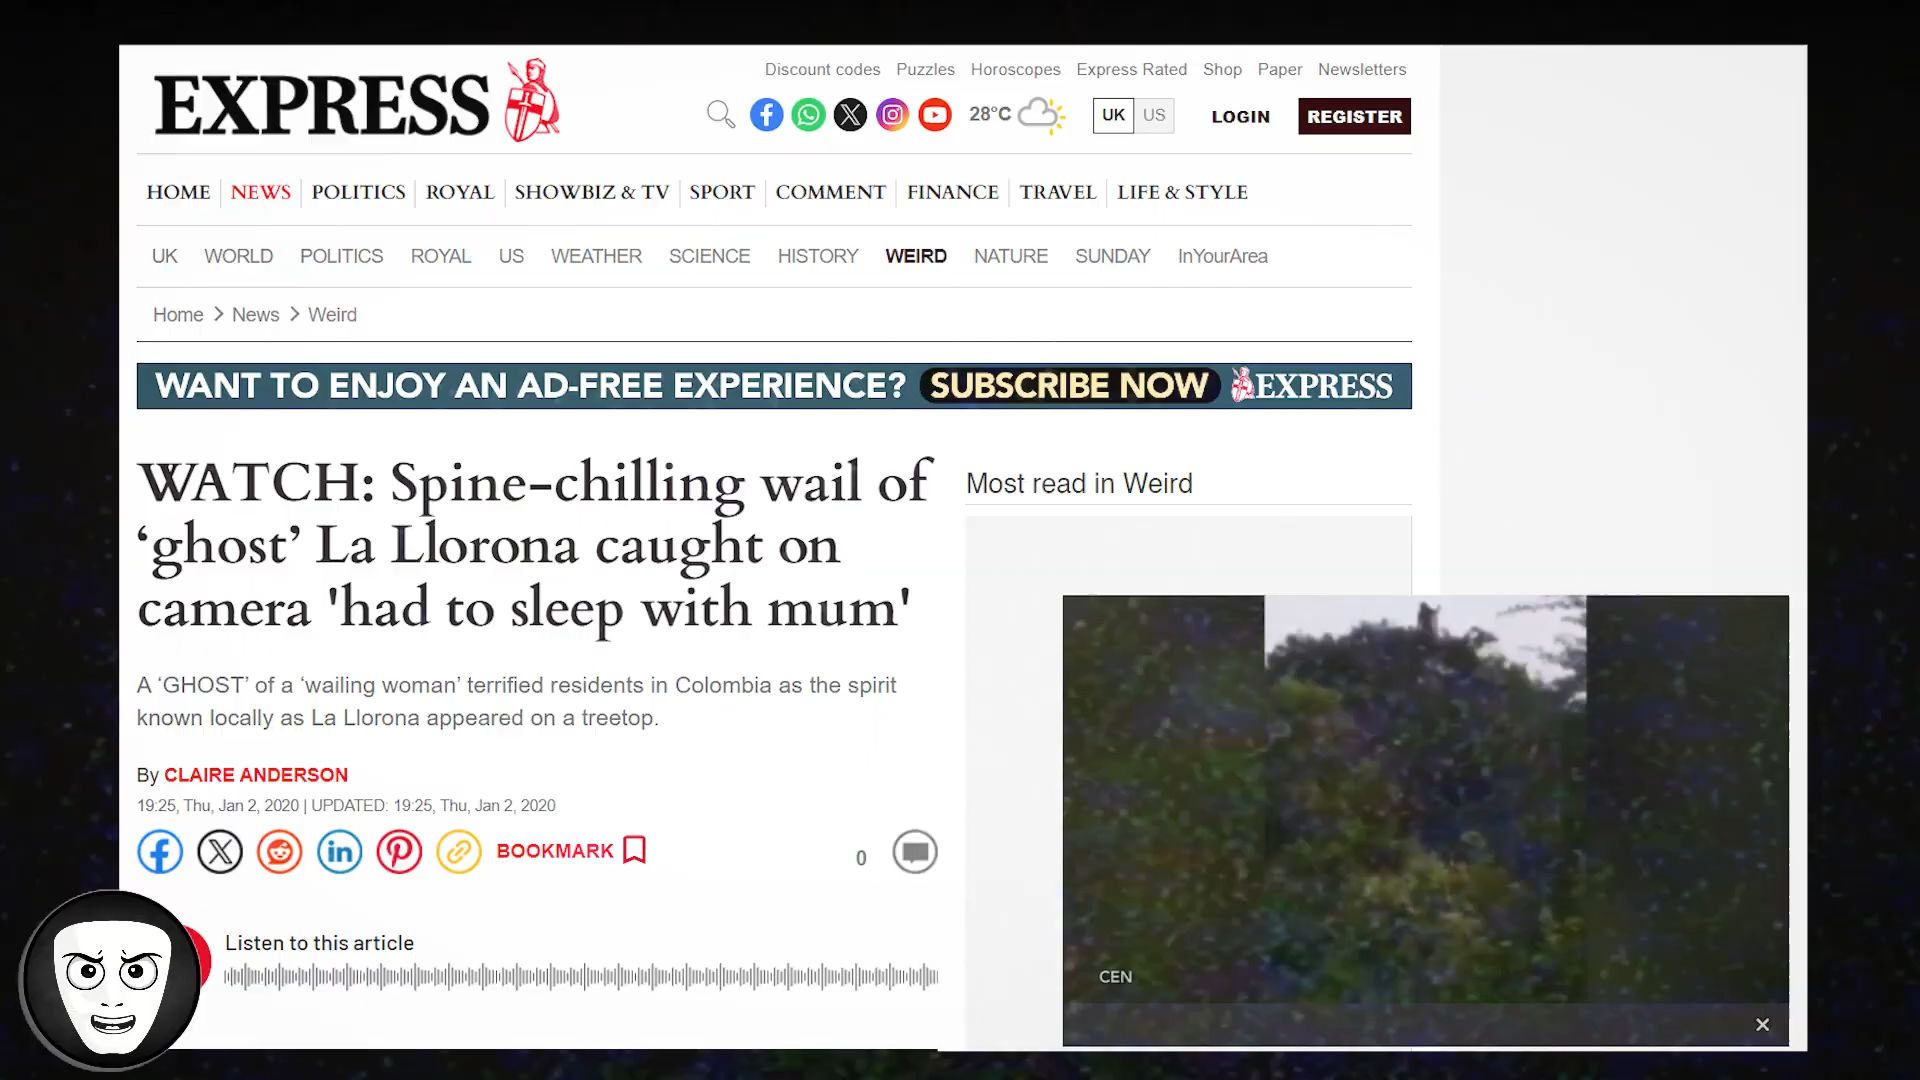 EXPRESS
Discount codes Puzzles Horoscopes Express Rated Shop Paper Newsletters
28°C UK US LOGIN REGISTER
HOME NEWS POLITICS ROYAL SHOWBIZ & TV SPORT COMMENT FINANCE TRAVEL LIFE & STYLE
UK WORLD POLITICS ROYAL US WEATHER SCIENCE HISTORY WEIRD NATURE SUNDAY InYourArea
Home News Weird
WANT TO ENJOY AN AD-FREE EXPERIENCE? SUBSCRIBE NOW EXPRESS
WATCH: Spine-chilling wail of
‘ghost’ La Llorona caught on
camera 'had to sleep with mum'
A ‘GHOST’ of a ‘wailing woman’ terrified residents in Colombia as the spirit
known locally as La Llorona appeared on a treetop.
By CLAIRE ANDERSON
19:25, Thu, Jan 2, 2020 | UPDATED: 19:25, Thu, Jan 2, 2020
BOOKMARK
0
Listen to this article
Most read in Weird
CEN